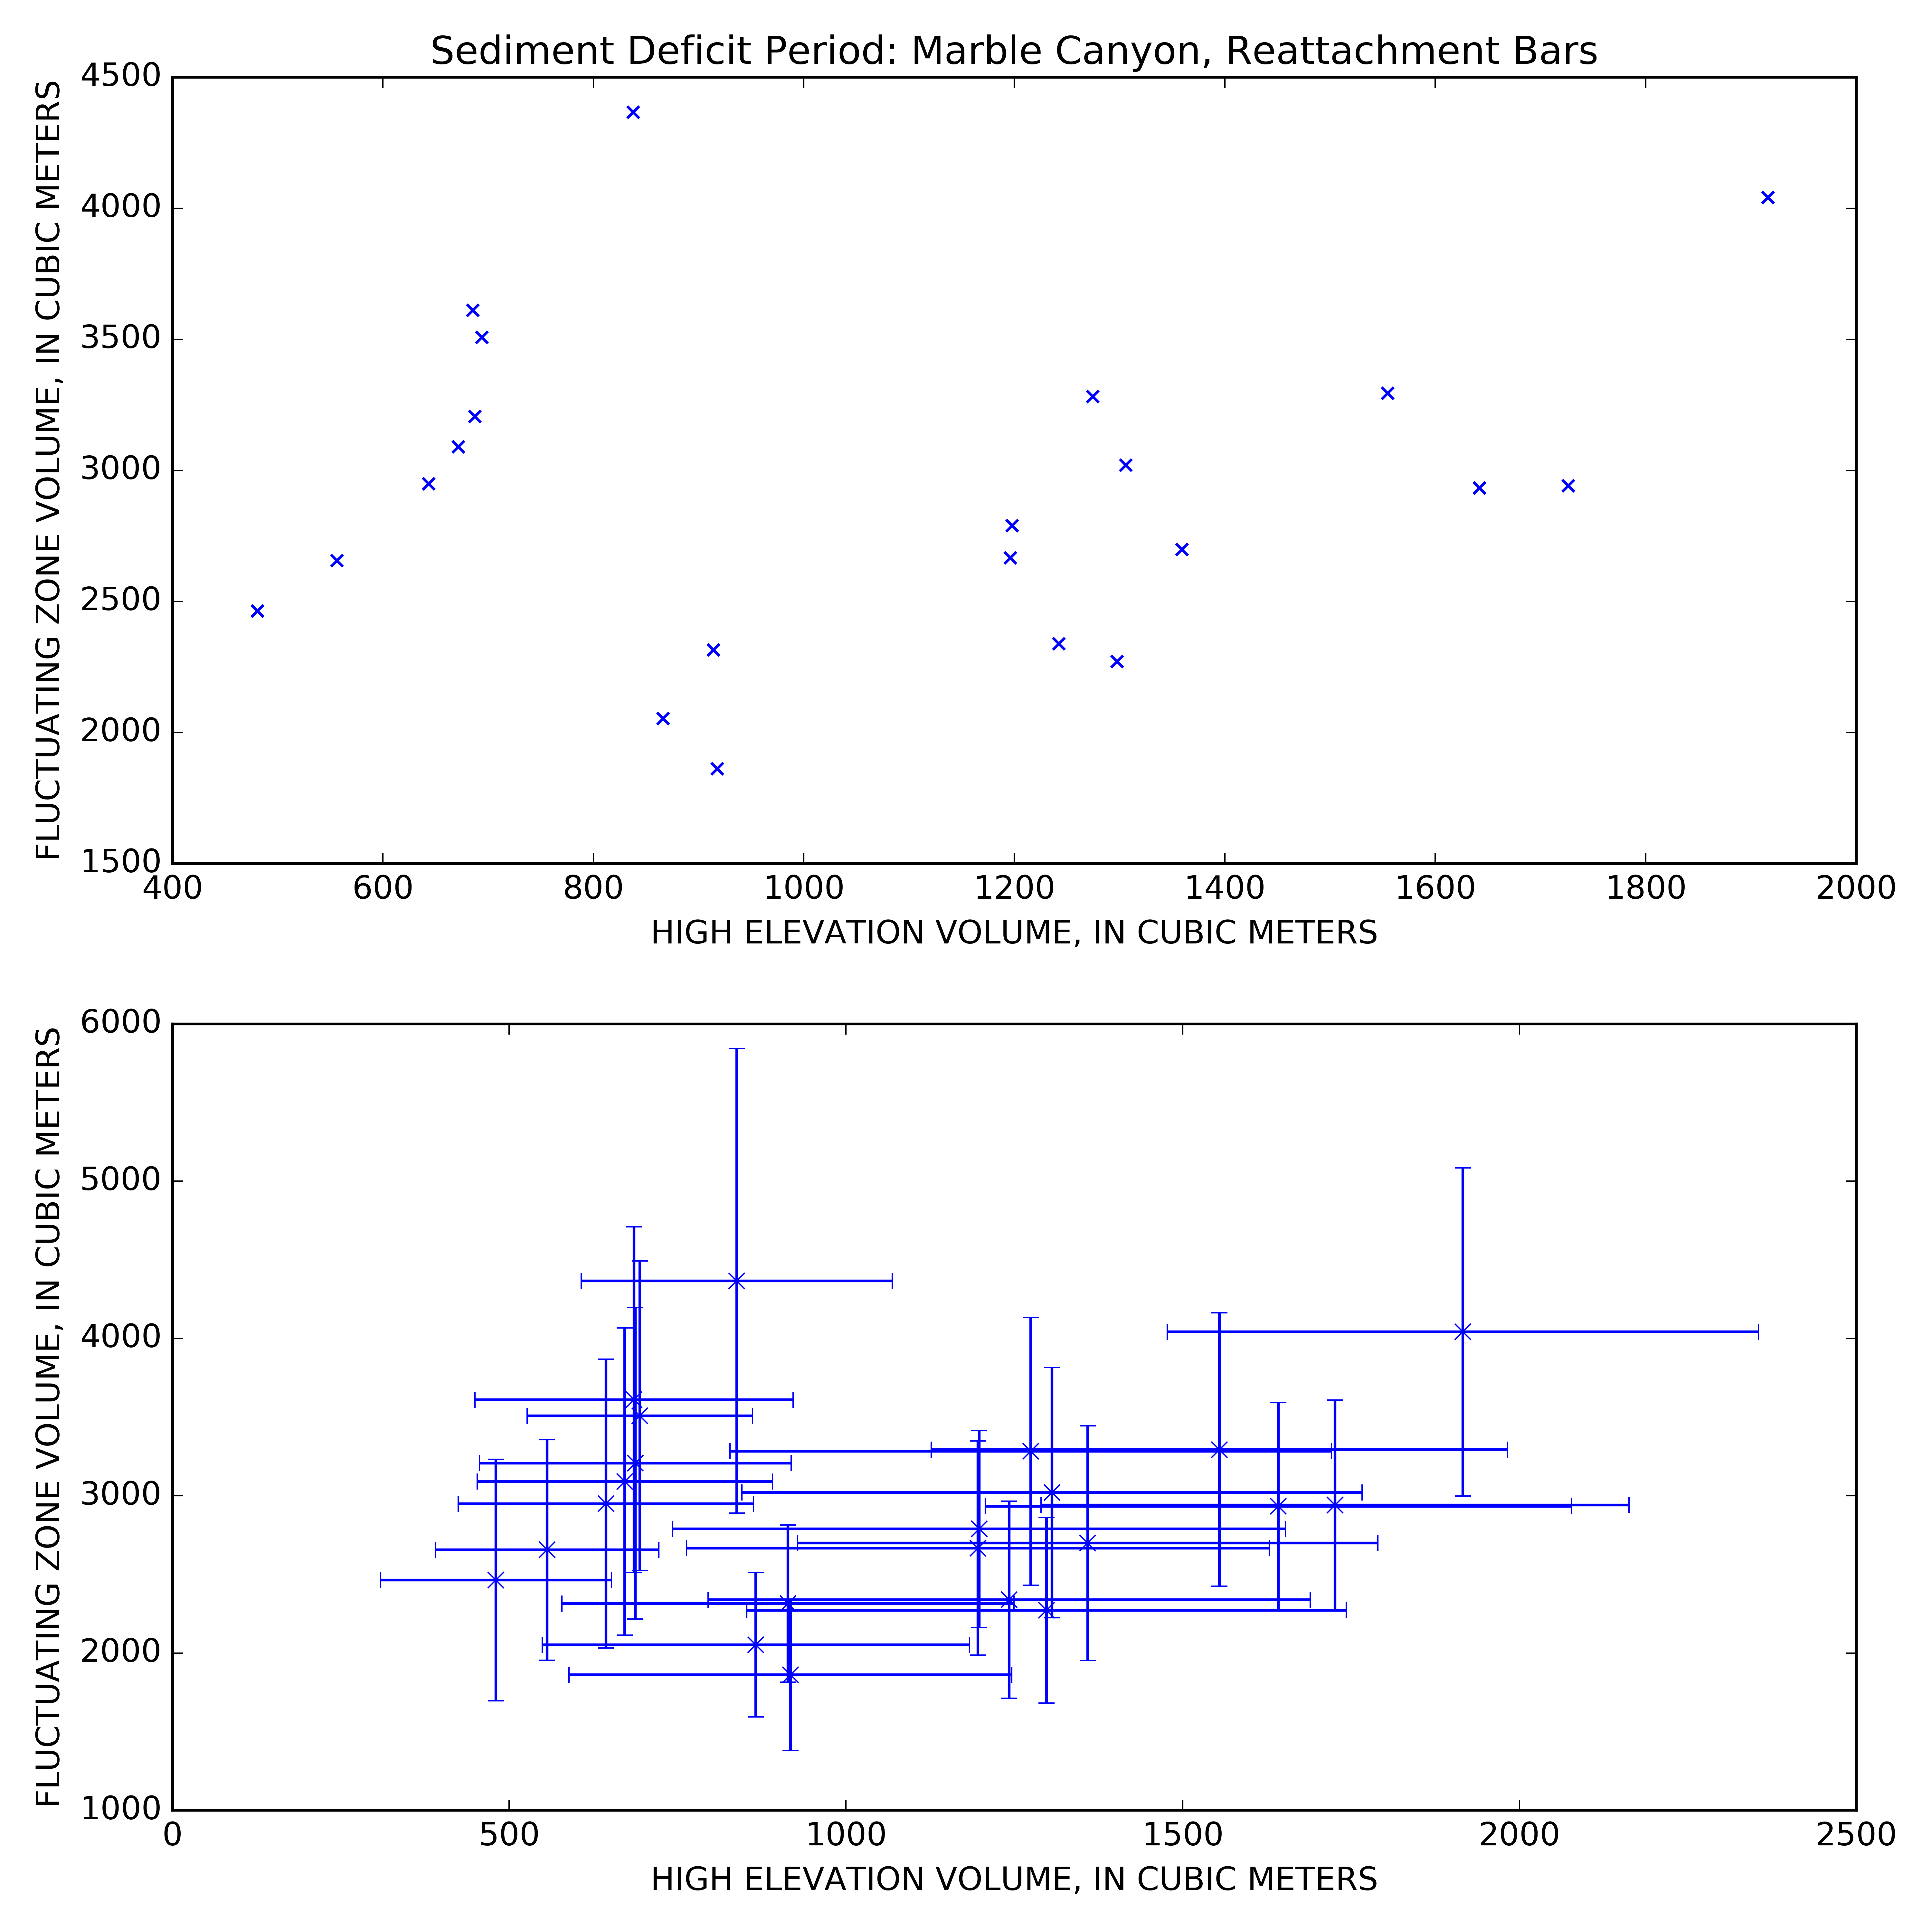 Sediment Deficit Period: Marble Canyon, Reattachment Bars
FLUCTUATING ZONE VOLUME, IN CUBIC METERS
4500
4000
3500
3000
2500
2000
1500
400 600 800 1000 1200 1400 1600 1800 2000
HIGH ELEVATION VOLUME, IN CUBIC METERS
FLUCTUATING ZONE VOLUME, IN CUBIC METERS
6000
5000
4000
3000
2000
1000
0 500 1000 1500 2000 2500
HIGH ELEVATION VOLUME, IN CUBIC METERS